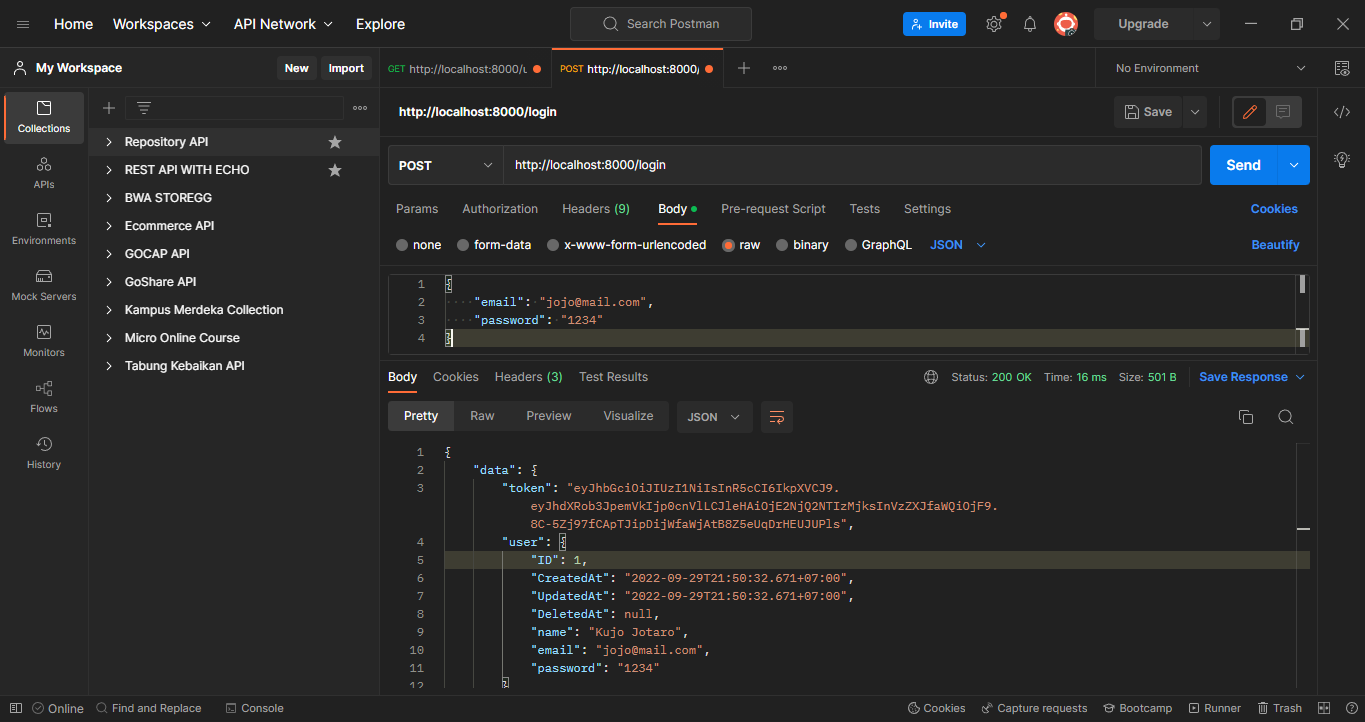 Home Workspaces API Network Explore Search Postman Invite Upgrade
My Workspace New Import GET http://localhost:8000/u POST http://localhost:8000/ No Environment
http://localhost:8000/login Save
POST http://localhost:8000/login Send
Params Authorization Headers (9) Body Pre-request Script Tests Settings Cookies
none form-data x-www-form-urlencoded raw binary GraphQL JSON Beautify
1 {
2 "email": "jojo@mail.com",
3 "password": "1234"
4 }
Collections
APIs
Environments
Mock Servers
Monitors
Flows
History
Repository API
REST API WITH ECHO
BWA STOREGG
Ecommerce API
GOCAP API
GoShare API
Kampus Merdeka Collection
Micro Online Course
Tabung Kebaikan API
Body Cookies Headers (3) Test Results Status: 200 OK Time: 16 ms Size: 501 B Save Response
Pretty Raw Preview Visualize JSON
1 {
2 "data": {
3 "token": "eyJhbGciOiJIUzI1NiIsInR5cCI6IkpXVCJ9.
eyJhdXRob3JpemVkIjp0cnVlLCJleHAiOjE2NjQ2NTIzMjksInVzZXJfaWQiOjF9.
8C-5Zj97fCApTJipDijWfaWjAtB8Z5eUqDrHEUJUPls",
4 "user": {
5 "ID": 1,
6 "CreatedAt": "2022-09-29T21:50:32.671+07:00",
7 "UpdatedAt": "2022-09-29T21:50:32.671+07:00",
8 "DeletedAt": null,
9 "name": "Kujo Jotaro",
10 "email": "jojo@mail.com",
11 "password": "1234"
12 }
Online Find and Replace Console Cookies Capture requests Bootcamp Runner Trash